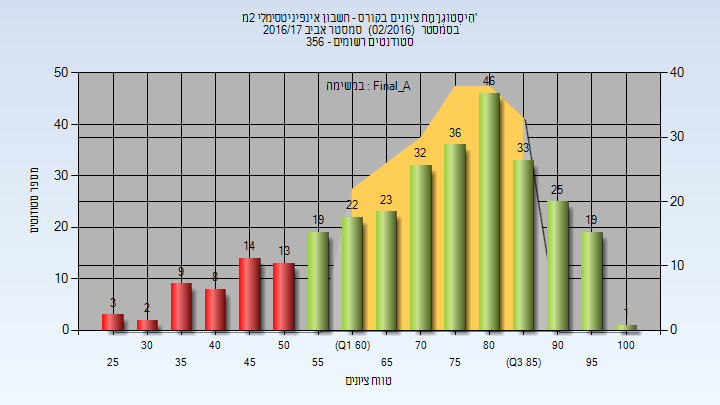 'היסטוגרמת ציונים בקורס - חשבון אינפיניטסימלי 2מ
בסמסטר (02/2016) סמסטר אביב 2016/17
סטודנטים רשומים - 356
במשימה : Final_A
מספר סטודנטים
50 40 30 20 10 0
40 30 20 10 0
3 2 9 8 14 13 19 22 23 32 36 46 33 25 19 1
30 40 50 (Q1 60) 70 80 90 100
25 35 45 55 65 75 (Q3 85) 95
טווח ציונים